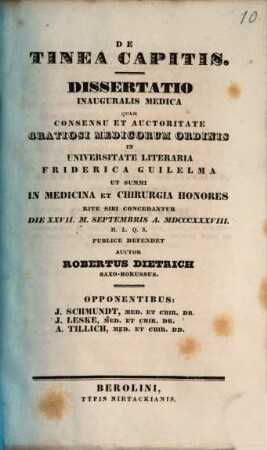 10
DE
TINEA CAPITIS.
DISSERTATIO
INAUGURALIS MEDICA
QUAM
CONSENSU ET AUCTORITATE
GRATIOSI MEDICORUM ORDINIS
IN
UNIVERSITATE LITERARIA
FRIDERICA GUILELMA
UT SUMMI
IN MEDICINA ET CHIRURGIA HONORES
RITE SIBI CONCEDANTUR
DIE XXVII. M. SEPTEMBRIS A. MDCCCXXXVIII.
H. L. Q. S.
PUBLICE DEFENDET
AUCTOR
ROBERTUS DIETRICH
SAXO-BORUSSUS.
OPPONENTIBUS:
J. SCHMUNDT, MED. ET CHIR. DR.
J. LESKE, MED. ET CHIR. DR.
A. TILLICH, MED. ET CHIR. DD.
BEROLINI,
TYPIS NIETACKIANIS.